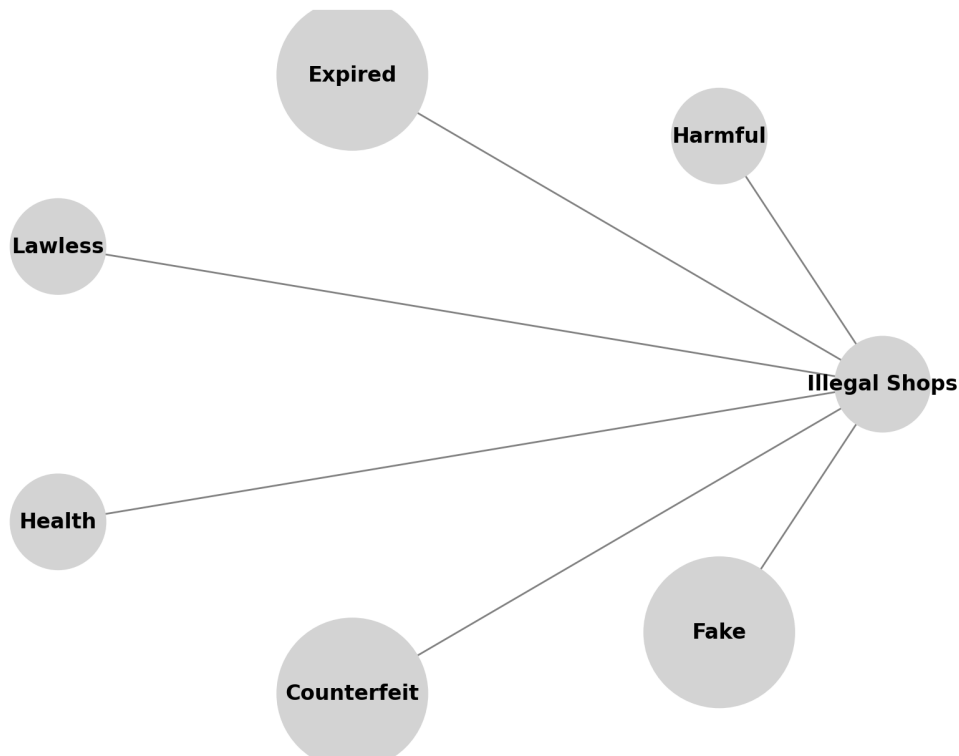 Expired
Harmful
Lawless
Illegal Shops
Health
Fake
Counterfeit